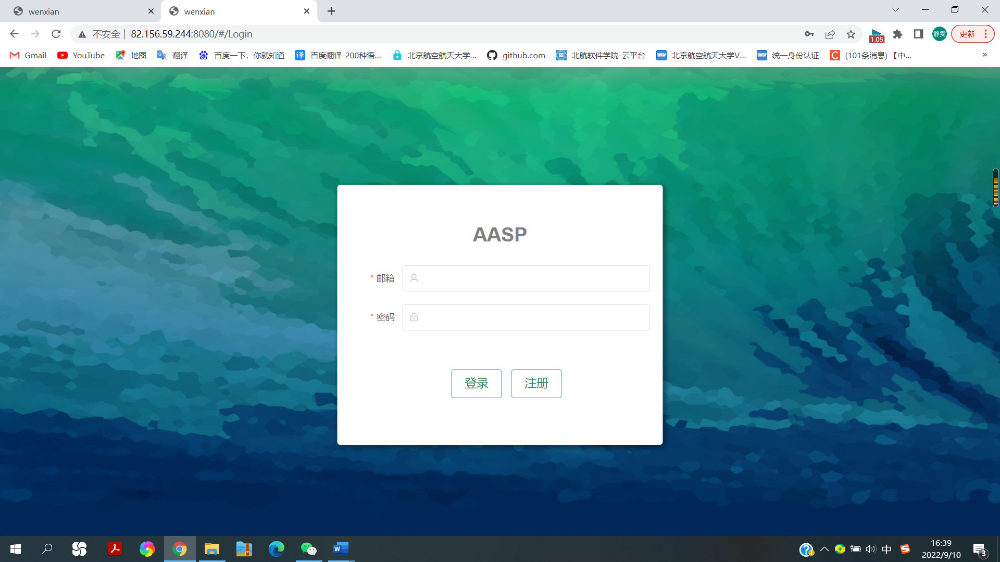 wenxian
wenxian
不安全 | 82.156.59.244:8080/#/Login
1.05
静雯
更新
Gmail
YouTube
地图
翻译
百度一下，你就知道
译 百度翻译-200种语...
北京航空航天大学...
github.com
北航软件学院-云平台
北京航空航天大学V...
统一身份认证
C (101条消息) 【中...
»
AASP
* 邮箱
* 密码
登录
注册
中
16:39
2022/9/10
3